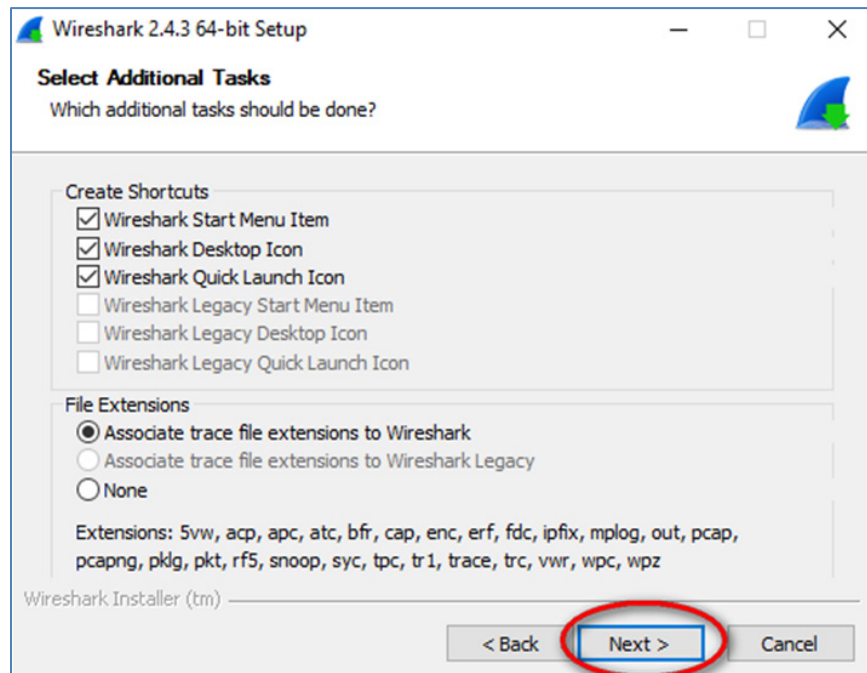 Wireshark 2.4.3 64-bit Setup
Select Additional Tasks
Which additional tasks should be done?
Create Shortcuts
Wireshark Start Menu Item
Wireshark Desktop Icon
Wireshark Quick Launch Icon
Wireshark Legacy Start Menu Item
Wireshark Legacy Desktop Icon
Wireshark Legacy Quick Launch Icon
File Extensions
Associate trace file extensions to Wireshark
Associate trace file extensions to Wireshark Legacy
None
Extensions: 5vw, acp, apc, atc, bfr, cap, enc, erf, fdc, ipfix, mplog, out, pcap,
pcapng, pklg, pkt, rf5, snoop, syc, tpc, tr1, trace, trc, vwr, wpc, wpz
Wireshark Installer (tm)
< Back Next > Cancel